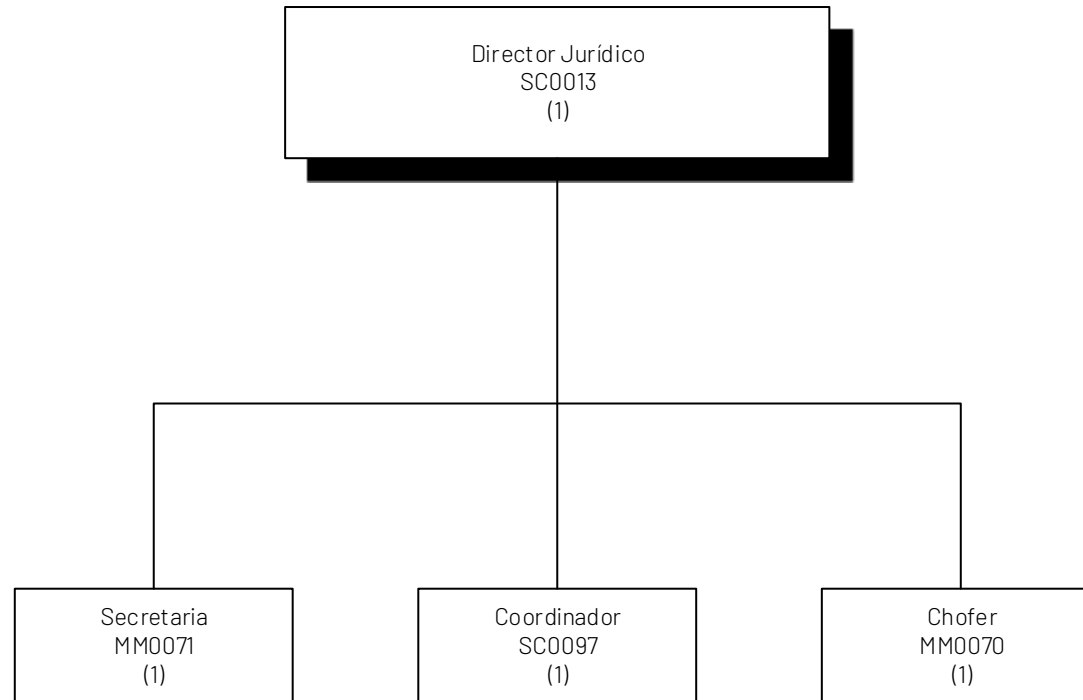 Director Jurídico
SC0013
(1)
Secretaria
MM0071
(1)
Coordinador
SC0097
(1)
Chofer
MM0070
(1)